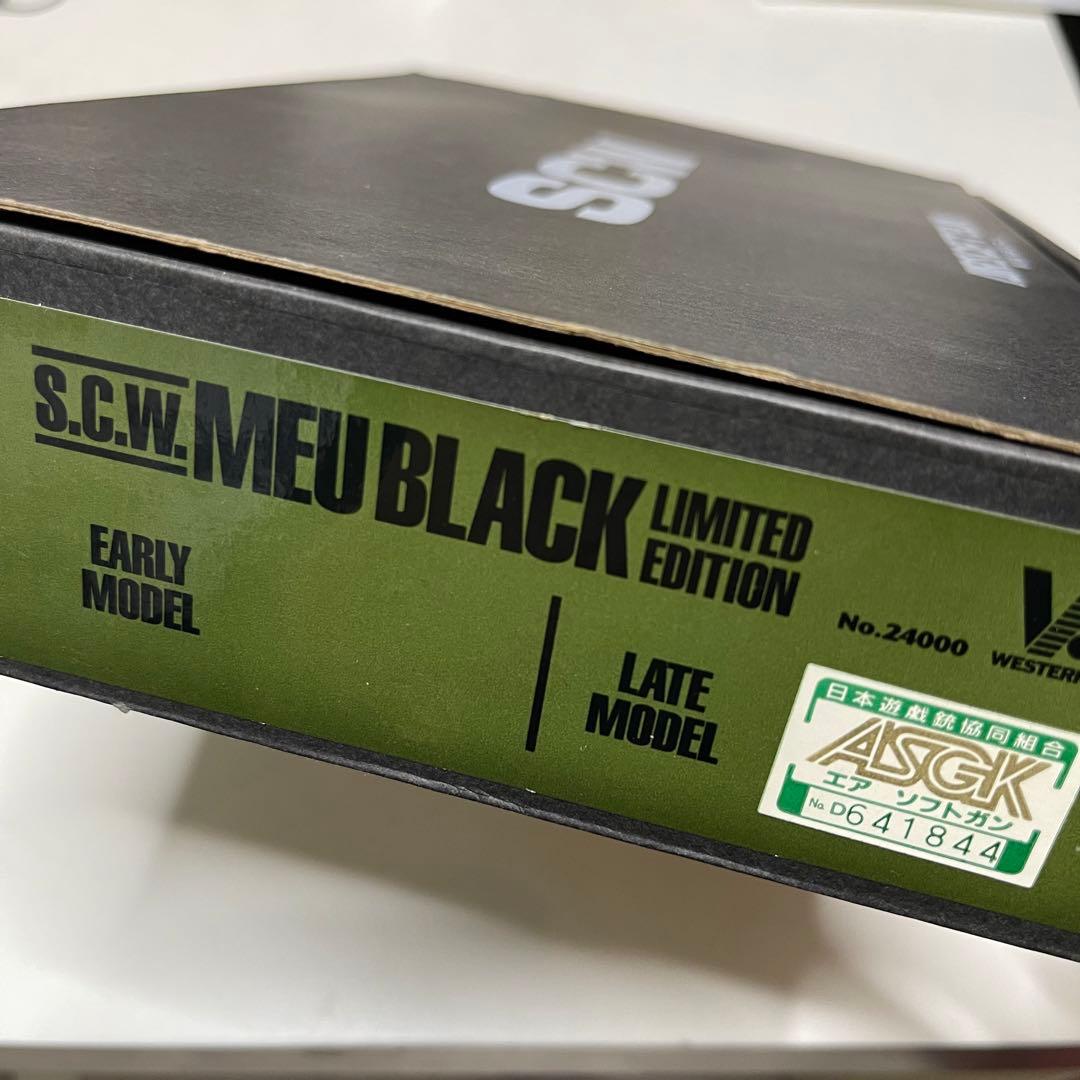 SCW
S.C.W. MEU BLACK LIMITED EDITION
EARLY
MODEL
LATE
MODEL
No.24000
日本遊戯銃協同組合
ASGK
エア ソフトガン
No. D641844